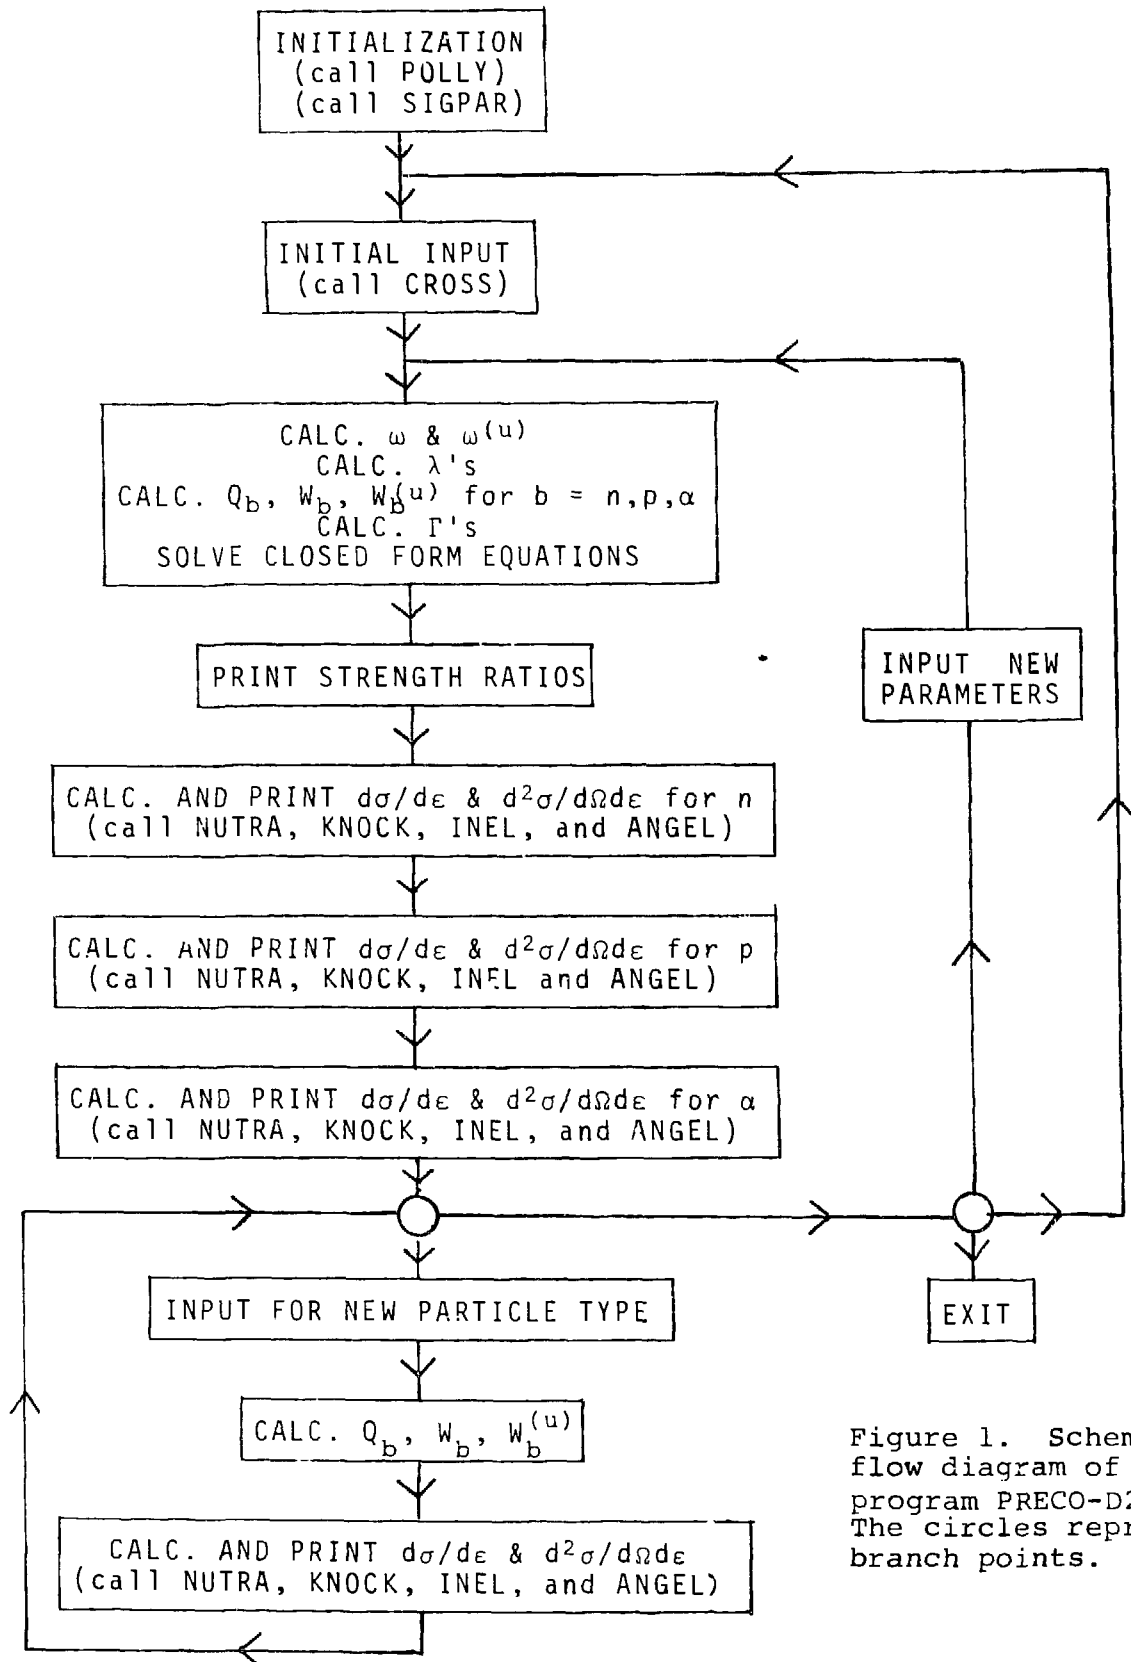 INITIALIZATION
(call POLLY)
(call SIGPAR)
INITIAL INPUT
(call CROSS)
CALC. ω & ω(u)
CALC. λ's
CALC. Qb, Wb, Wb(u) for b = n,p,α
CALC. Γ's
SOLVE CLOSED FORM EQUATIONS
PRINT STRENGTH RATIOS
INPUT NEW
PARAMETERS
CALC. AND PRINT dσ/dε & d²σ/dΩdε for n
(call NUTRA, KNOCK, INEL, and ANGEL)
CALC. AND PRINT dσ/dε & d²σ/dΩdε for p
(call NUTRA, KNOCK, INEL and ANGEL)
CALC. AND PRINT dσ/dε & d²σ/dΩdε for α
(call NUTRA, KNOCK, INEL, and ANGEL)
INPUT FOR NEW PARTICLE TYPE
EXIT
CALC. Qb, Wb, Wb(u)
CALC. AND PRINT dσ/dε & d²σ/dΩdε
(call NUTRA, KNOCK, INEL, and ANGEL)
Figure 1.
flow diagram of
program PRECO-D2
The circles
branch points.